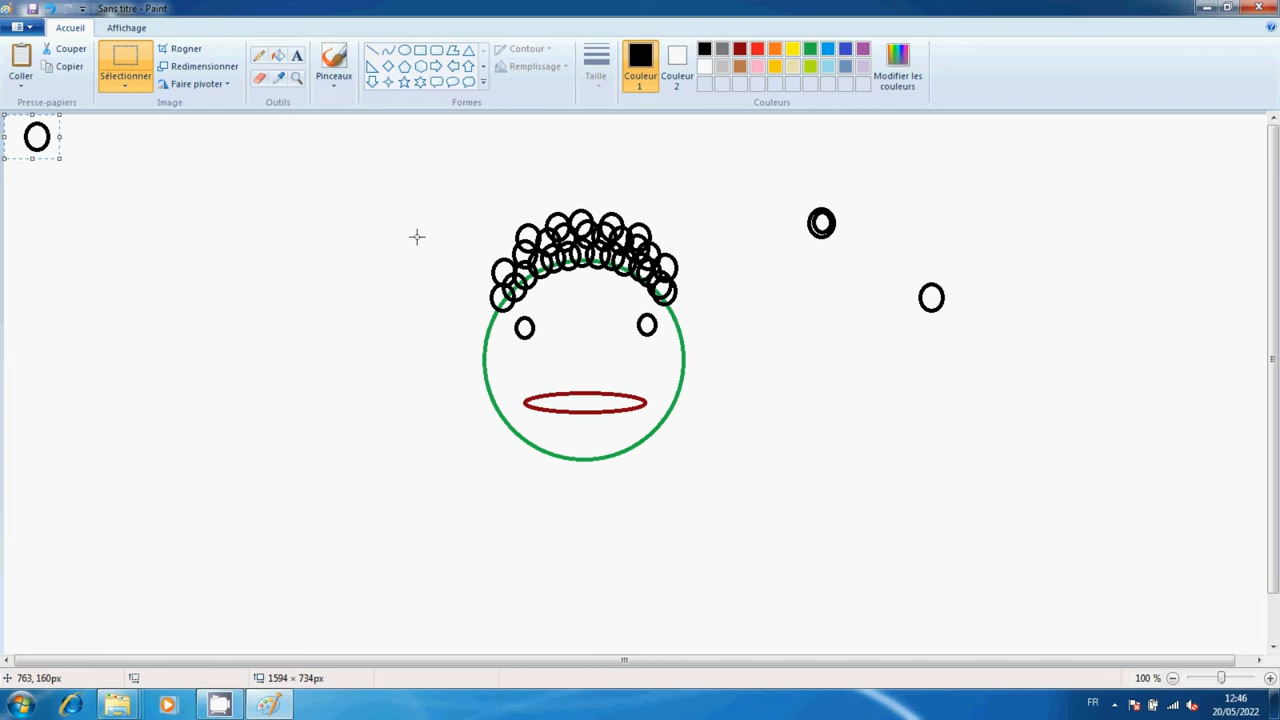 Sans titre - Paint
Accueil Affichage
Coller
Couper
Copier
Presse-papiers
Sélectionner
Rogner
Redimensionner
Faire pivoter
Image
A
Outils
Pinceaux
Contour
Remplissage
Formes
Taille
Couleur 1
Couleur 2
Modifier les couleurs
Couleurs
763, 160px
1594 × 734px
100 %
FR
12:46
20/05/2022